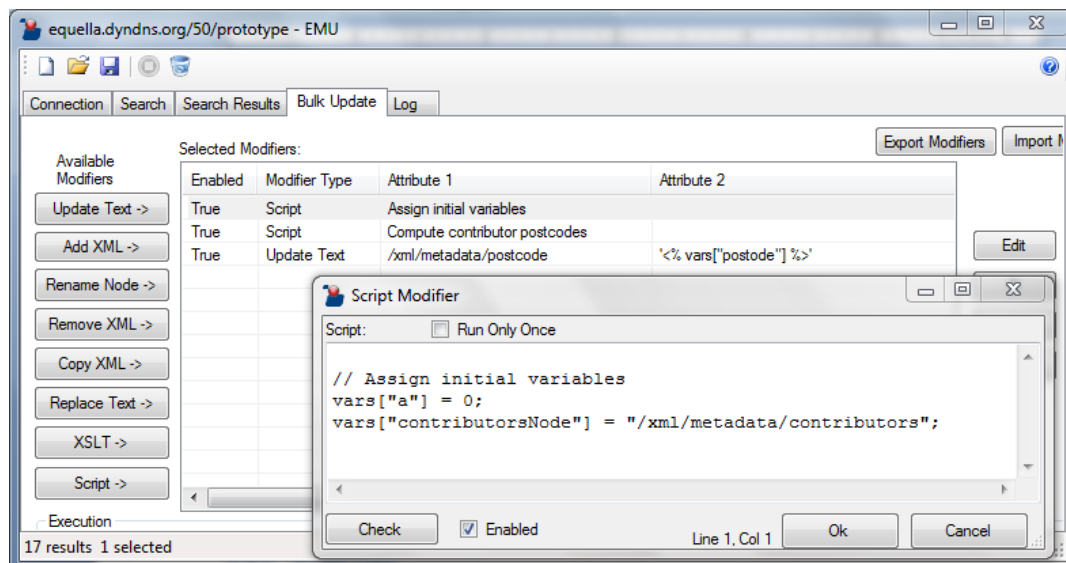 equella.dyndns.org/50/prototype - EMU
Connection Search Search Results Bulk Update Log
Export Modifiers Import M
Available Modifiers
Selected Modifiers:
Enabled Modifier Type Attribute 1 Attribute 2
Update Text -> True Script Assign initial variables
True Script Compute contributor postcodes
Add XML -> True Update Text /xml/metadata/postcode '<% vars["postode"] %>' Edit
Rename Node -> Script Modifier
Remove XML -> Script: Run Only Once
Copy XML -> // Assign initial variables
Replace Text -> vars["a"] = 0;
vars["contributorsNode"] = "/xml/metadata/contributors";
XSLT ->
Script ->
Execution
Check Enabled Line 1, Col 1 Ok Cancel
17 results 1 selected